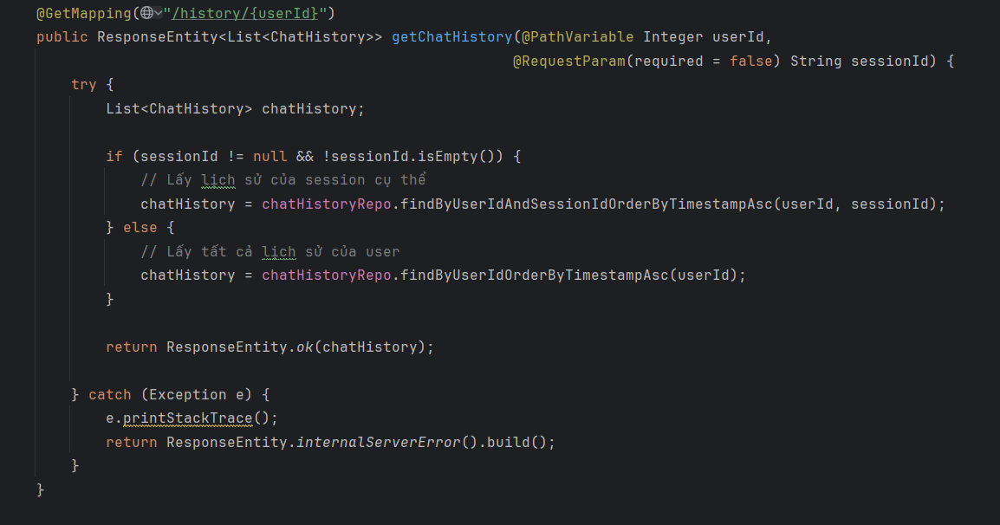 @GetMapping("/history/{userId}")
public ResponseEntity<List<ChatHistory>> getChatHistory(@PathVariable Integer userId,
@RequestParam(required = false) String sessionId) {
try {
List<ChatHistory> chatHistory;
if (sessionId != null && !sessionId.isEmpty()) {
// Lấy lịch sử của session cụ thể
chatHistory = chatHistoryRepo.findByUserIdAndSessionIdOrderByTimestampAsc(userId, sessionId);
} else {
// Lấy tất cả lịch sử của user
chatHistory = chatHistoryRepo.findByUserIdOrderByTimestampAsc(userId);
}
return ResponseEntity.ok(chatHistory);
} catch (Exception e) {
e.printStackTrace();
return ResponseEntity.internalServerError().build();
}
}